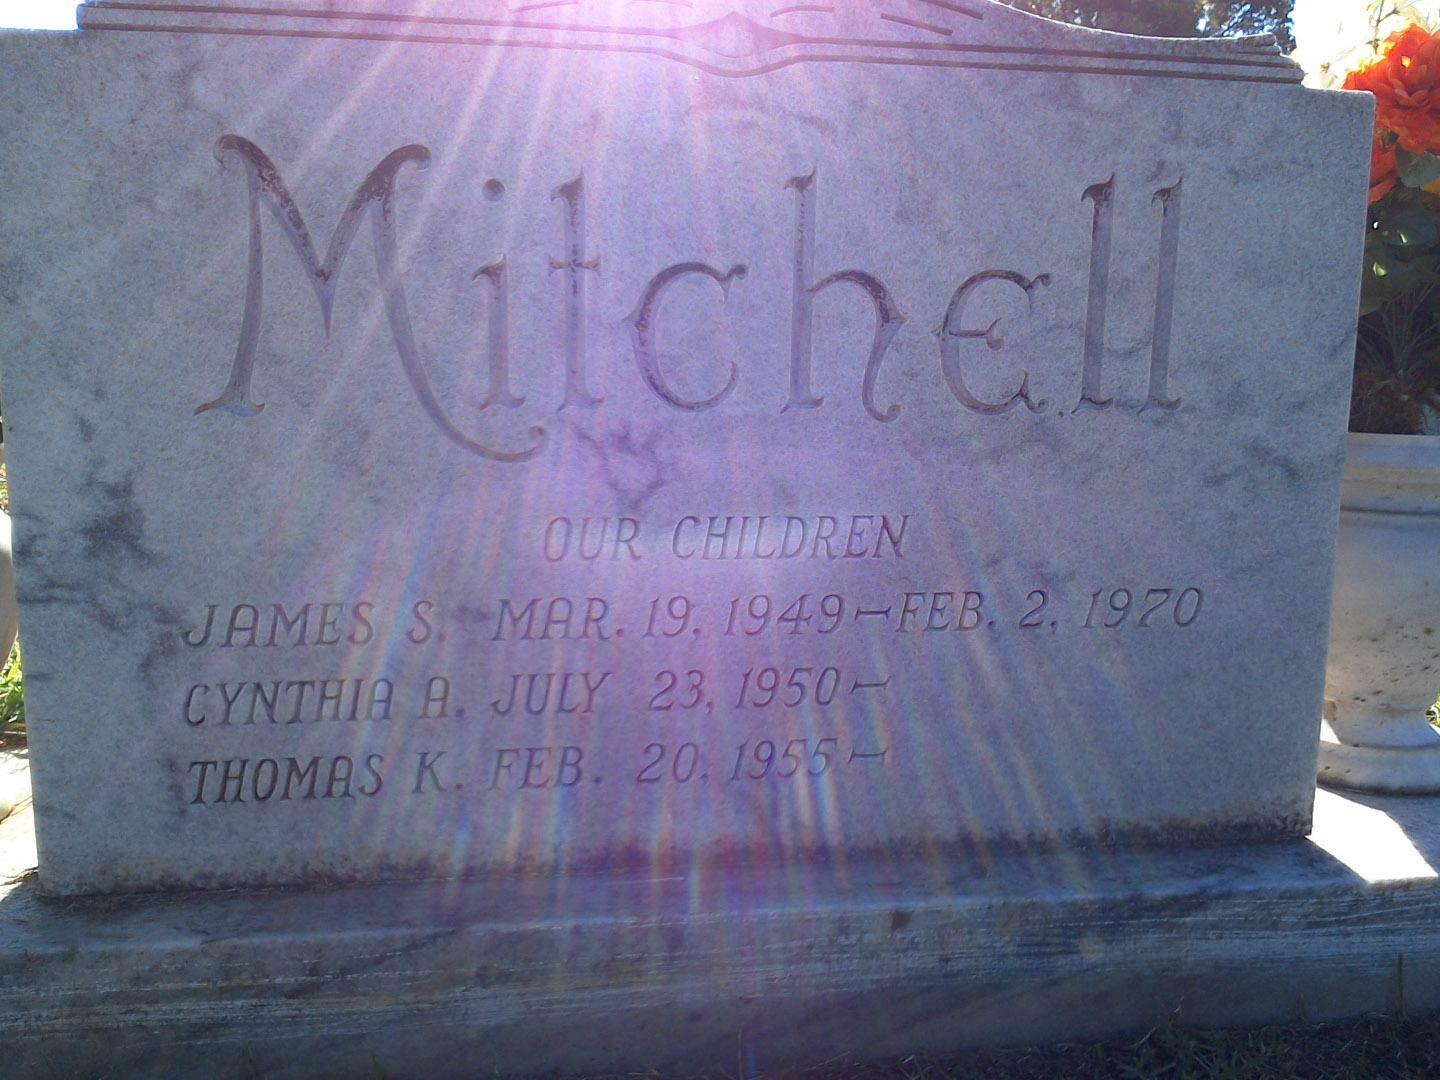 Mitchell
OUR CHILDREN
JAMES S. MAR. 19, 1949-FEB. 2, 1970
CYNTHIA A. JULY 23, 1950-
THOMAS K. FEB. 20, 1955-